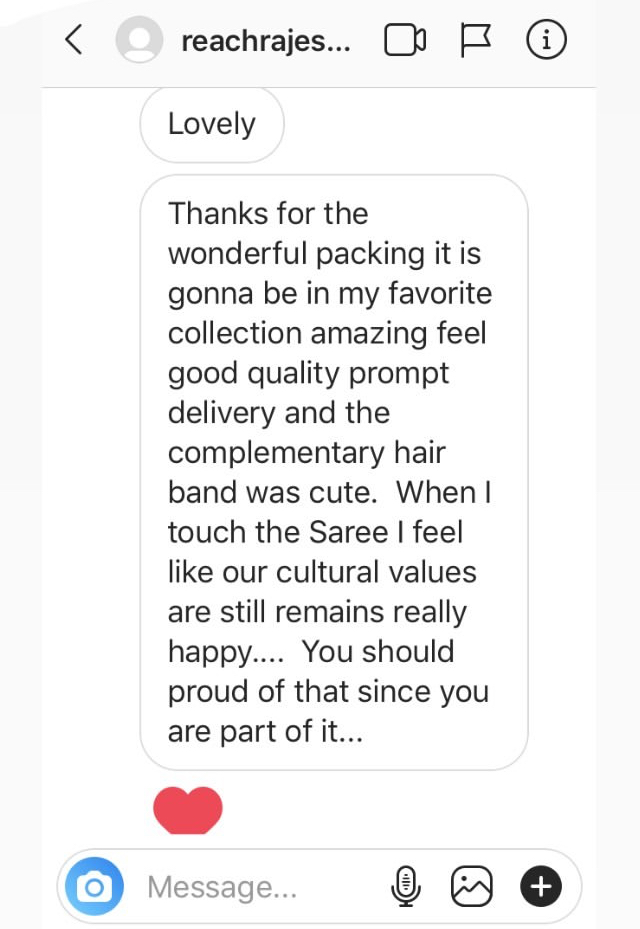 reachrajes...
Lovely
Thanks for the
wonderful packing it is
gonna be in my favorite
collection amazing feel
good quality prompt
delivery and the
complementary hair
band was cute.  When I
touch the Saree I feel
like our cultural values
are still remains really
happy....  You should
proud of that since you
are part of it...
Message...